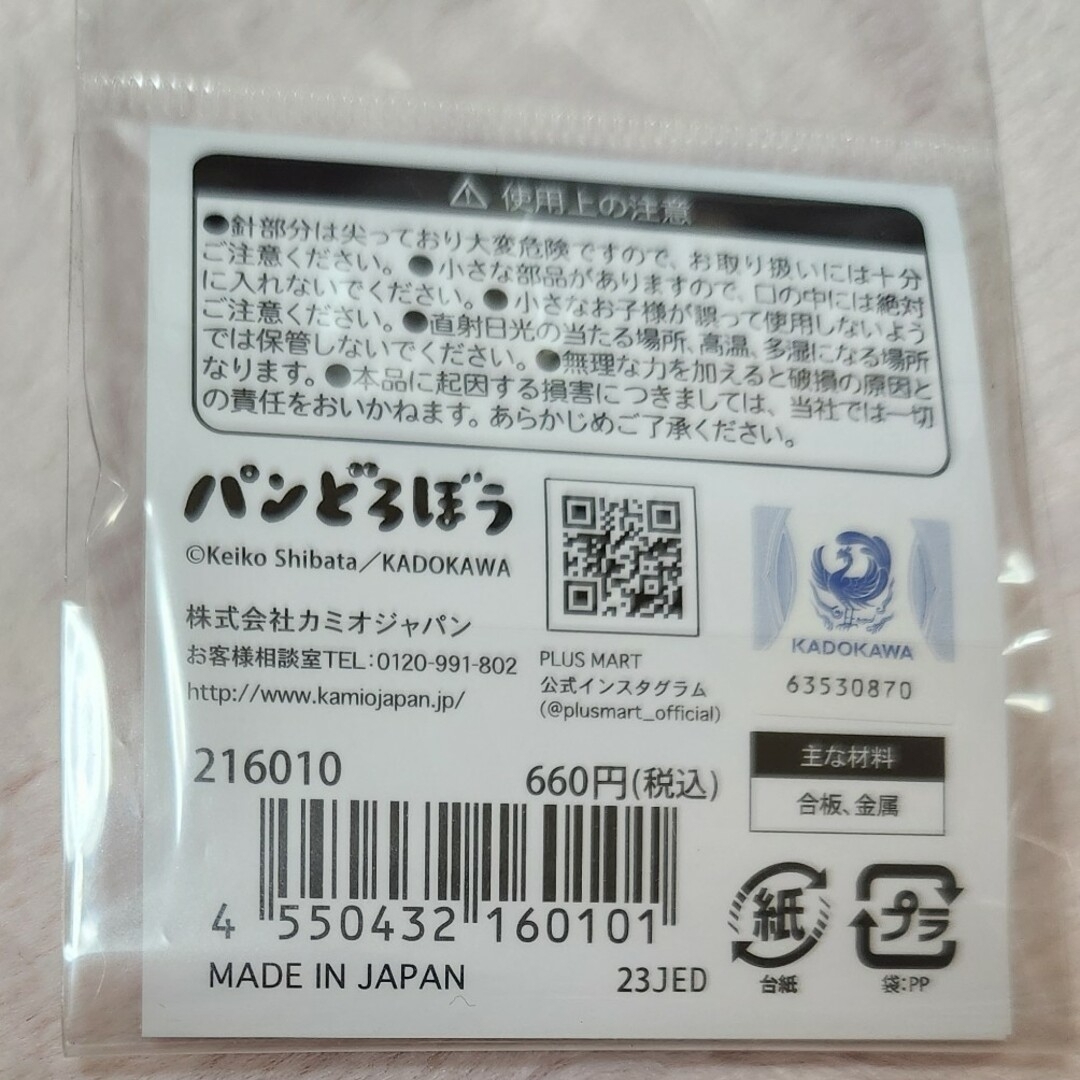 ⚠ 使用上の注意
●針部分は尖っており大変危険ですので、お取り扱いには十分
ご注意ください。●小さな部品がありますので、口の中には絶対
に入れないでください。●小さなお子様が誤って使用しないよう
ご注意ください。●直射日光の当たる場所、高温、多湿になる場所
では保管しないでください。●無理な力を加えると破損の原因と
なります。●本品に起因する損害につきましては、当社では一切
の責任をおいかねます。あらかじめご了承ください。
パンどろぼう
©Keiko Shibata／KADOKAWA
株式会社カミオジャパン
お客様相談室TEL:0120-991-802
http://www.kamiojapan.jp/
PLUS MART
公式インスタグラム
(@plusmart_official)
KADOKAWA
63530870
216010
660円(税込)
主な材料
合板、金属
4 550432 160101
MADE IN JAPAN
23JED
紙
台紙
プラ
袋:PP